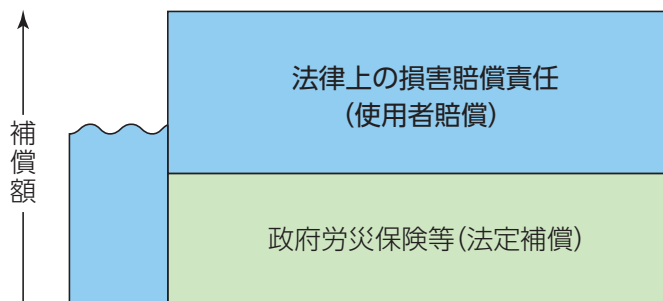 補償額
法律上の損害賠償責任
(使用者賠償)
政府労災保険等(法定補償)